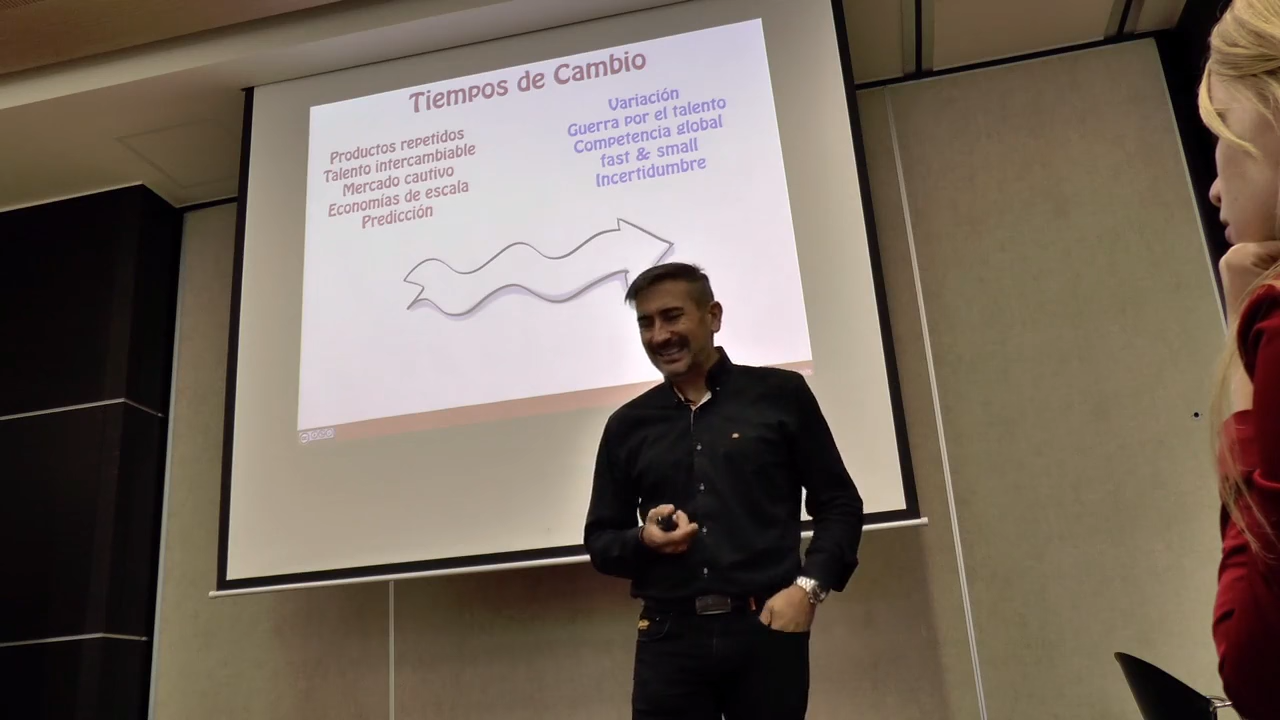 Tiempos de Cambio
Productos repetidos
Talento intercambiable
Mercado cautivo
Economías de escala
Predicción
Variación
Guerra por el talento
Competencia global
fast & small
Incertidumbre